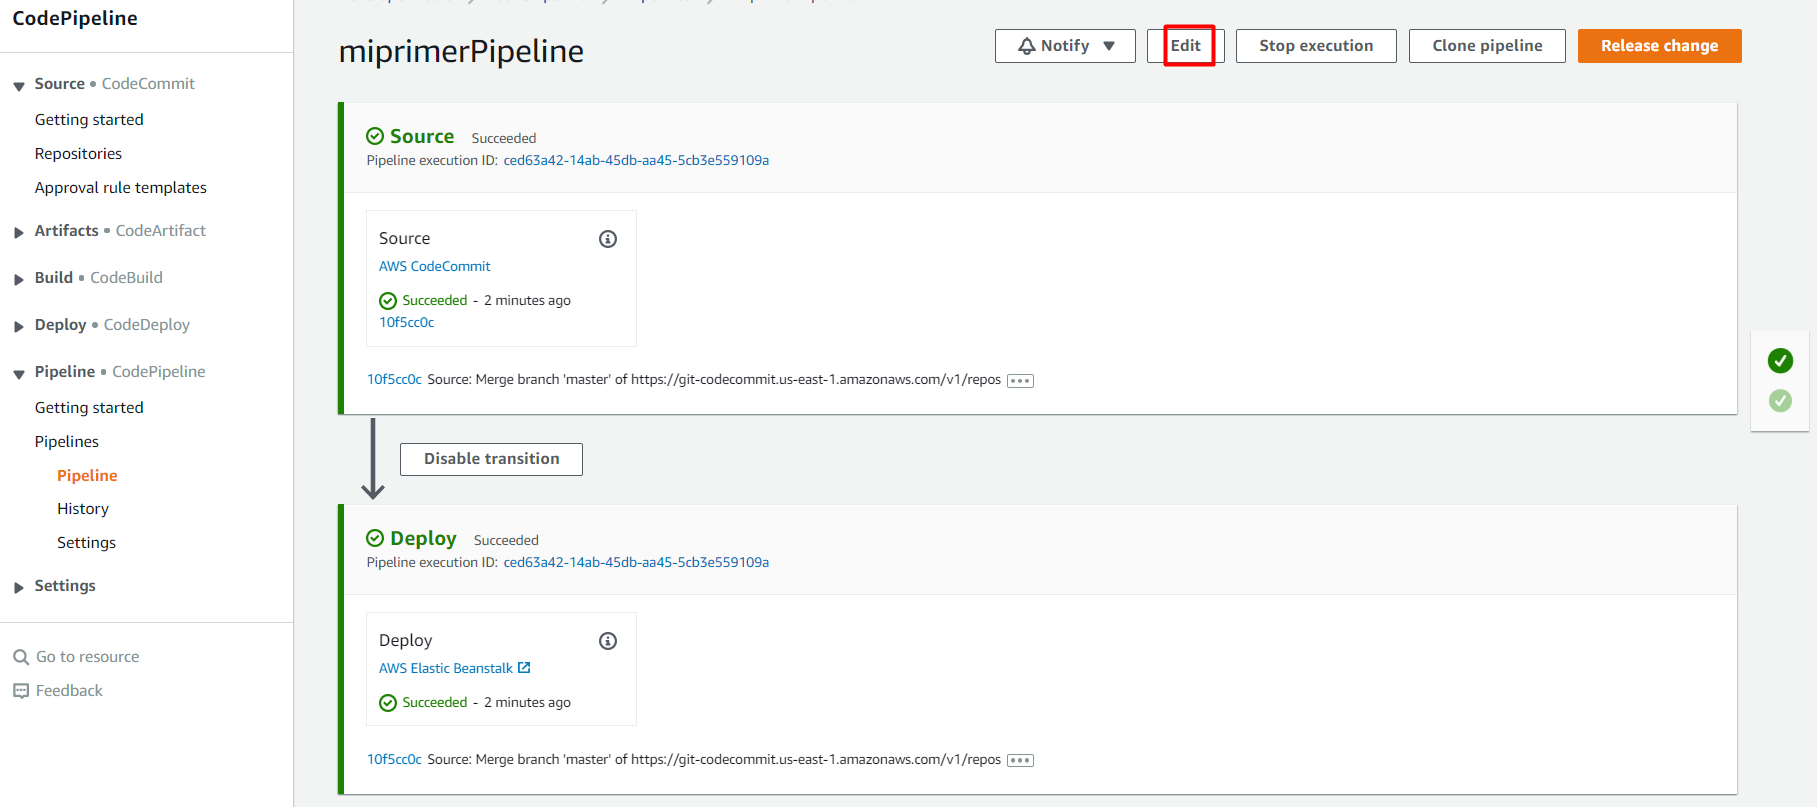 CodePipeline
Source • CodeCommit
Getting started
Repositories
Approval rule templates
Artifacts • CodeArtifact
Build • CodeBuild
Deploy • CodeDeploy
Pipeline • CodePipeline
Getting started
Pipelines
Pipeline
History
Settings
Settings
Go to resource
Feedback
miprimerPipeline
Notify
Edit
Stop execution
Clone pipeline
Release change
Source Succeeded
Pipeline execution ID: ced63a42-14ab-45db-aa45-5cb3e559109a
Source
AWS CodeCommit
Succeeded - 2 minutes ago
10f5cc0c
10f5cc0c Source: Merge branch 'master' of https://git-codecommit.us-east-1.amazonaws.com/v1/repos
Disable transition
Deploy Succeeded
Pipeline execution ID: ced63a42-14ab-45db-aa45-5cb3e559109a
Deploy
AWS Elastic Beanstalk
Succeeded - 2 minutes ago
10f5cc0c Source: Merge branch 'master' of https://git-codecommit.us-east-1.amazonaws.com/v1/repos